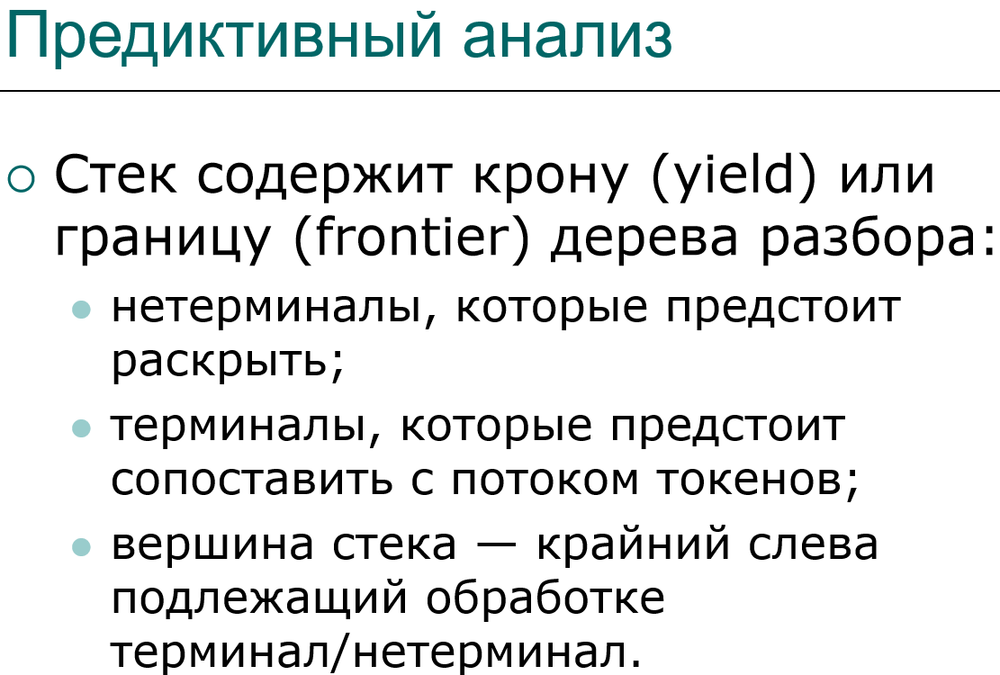 Предиктивный анализ
Стек содержит крону (yield) или
границу (frontier) дерева разбора:
нетерминалы, которые предстоит
раскрыть;
терминалы, которые предстоит
сопоставить с потоком токенов;
вершина стека — крайний слева
подлежащий обработке
терминал/нетерминал.